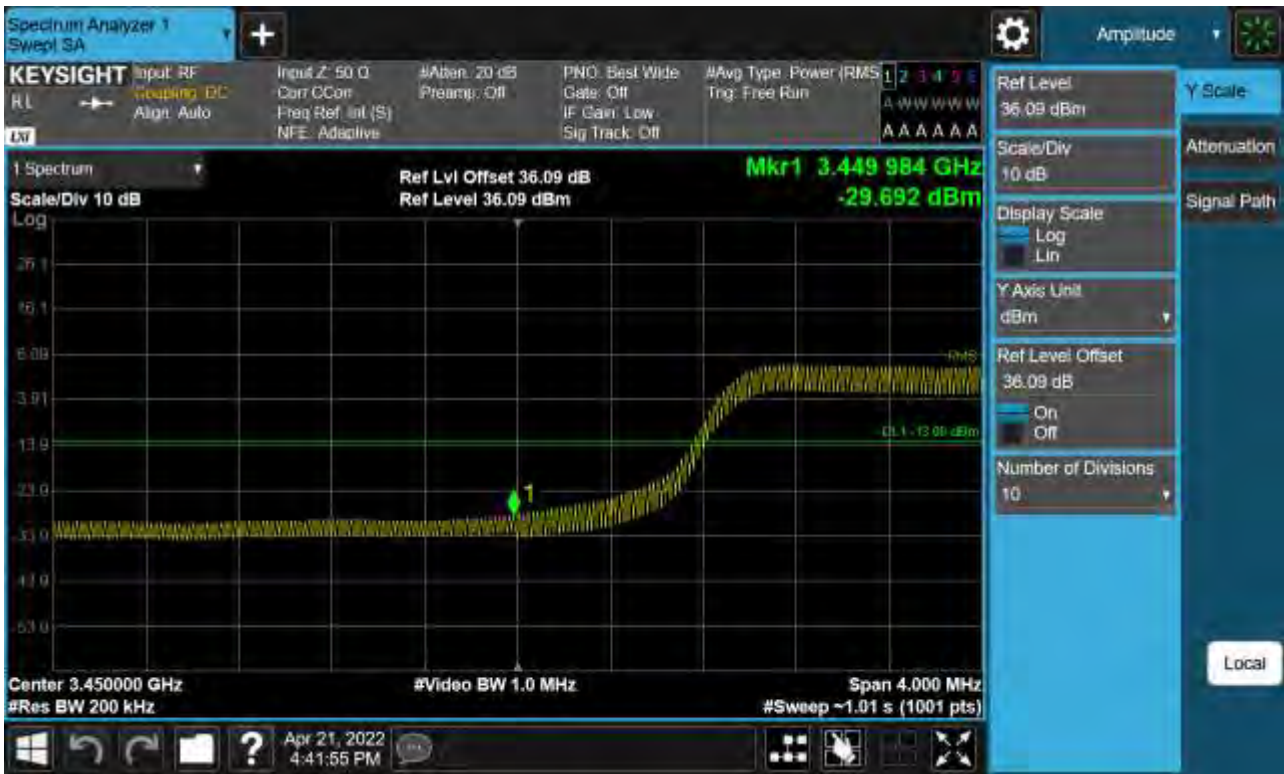 Spectrum Analyzer 1
Swept SA
+
Amplitude
KEYSIGHT
Input: RF
Coupling: DC
Align: Auto
Input Z: 50 Ω
Corr CCorr
Freq Ref: Int (S)
NFE: Adaptive
#Atten: 20 dB
Preamp: Off
PNO: Best Wide
Gate: Off
IF Gain: Low
Sig Track: Off
#Avg Type: Power (RMS
Trig: Free Run
1 2 3 4 5 6
A W W W W W
A A A A A A
RL
LXI
1 Spectrum
Scale/Div 10 dB
Log
Ref Lvl Offset 36.09 dB
Ref Level 36.09 dBm
Mkr1 3.449 984 GHz
-29.692 dBm
26.1
16.1
6.09
-3.91
-13.9
-23.9
-33.9
-43.9
-53.9
RMS
DL1 -13.00 dBm
1
Center 3.450000 GHz
#Res BW 200 kHz
#Video BW 1.0 MHz
Span 4.000 MHz
#Sweep ~1.01 s (1001 pts)
Ref Level
36.09 dBm
Scale/Div
10 dB
Display Scale
Log
Lin
Y Axis Unit
dBm
Ref Level Offset
36.09 dB
On
Off
Number of Divisions
10
Y Scale
Attenuation
Signal Path
Local
?
Apr 21, 2022
4:41:55 PM